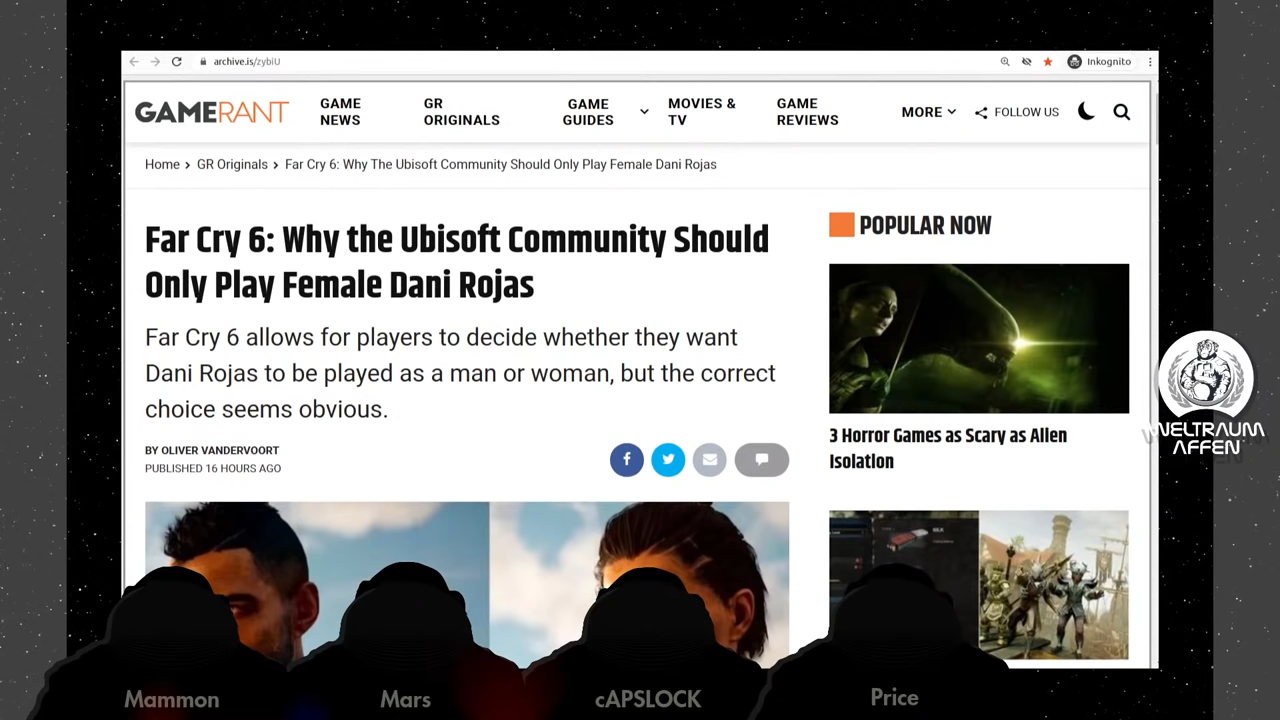 archive.is/zybiU
Inkognito
GAMERANT
GAME NEWS
GR ORIGINALS
GAME GUIDES
MOVIES & TV
GAME REVIEWS
MORE
FOLLOW US
Home > GR Originals > Far Cry 6: Why The Ubisoft Community Should Only Play Female Dani Rojas
Far Cry 6: Why the Ubisoft Community Should
Only Play Female Dani Rojas
Far Cry 6 allows for players to decide whether they want
Dani Rojas to be played as a man or woman, but the correct
choice seems obvious.
BY OLIVER VANDERVOORT
PUBLISHED 16 HOURS AGO
POPULAR NOW
3 Horror Games as Scary as Alien
Isolation
WELTRAUM
AFFEN
Mammon
Mars
cAPSLOCK
Price